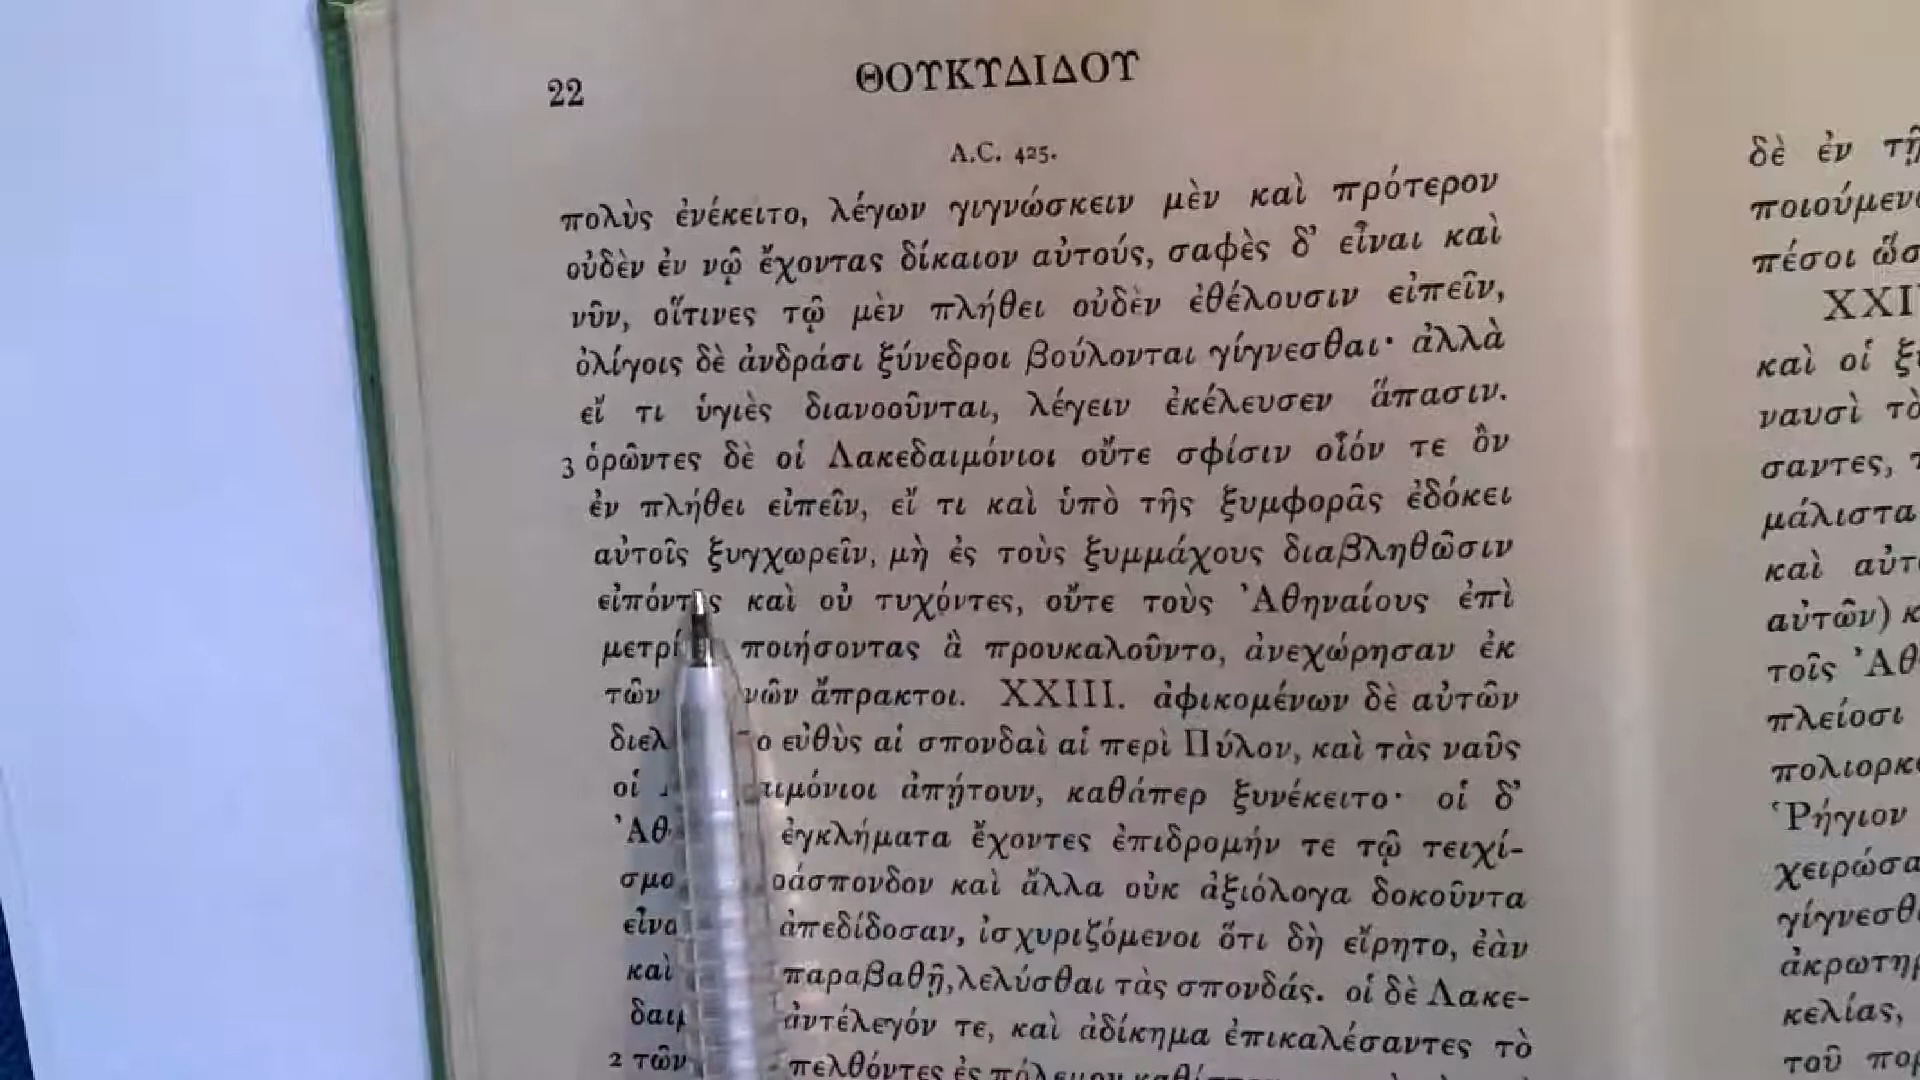 22
ΘΟΥΚΥΔΙΔΟΥ
A.C. 425.
πολὺς ἐνέκειτο, λέγων γιγνώσκειν μὲν καὶ πρότερον
οὐδὲν ἐν νῷ ἔχοντας δίκαιον αὐτούς, σαφὲς δ' εἶναι καὶ
νῦν, οἵτινες τῷ μὲν πλήθει οὐδὲν ἐθέλουσιν εἰπεῖν,
ὀλίγοις δὲ ἀνδράσι ξύνεδροι βούλονται γίγνεσθαι· ἀλλὰ
εἴ τι ὑγιὲς διανοοῦνται, λέγειν ἐκέλευσεν ἅπασιν.
3 ὁρῶντες δὲ οἱ Λακεδαιμόνιοι οὔτε σφίσιν οἷόν τε ὂν
ἐν πλήθει εἰπεῖν, εἴ τι καὶ ὑπὸ τῆς ξυμφορᾶς ἐδόκει
αὐτοῖς ξυγχωρεῖν, μὴ ἐς τοὺς ξυμμάχους διαβληθῶσιν
εἰπόντες καὶ οὐ τυχόντες, οὔτε τοὺς Ἀθηναίους ἐπὶ
ποιήσοντας ἃ προυκαλοῦντο, ἀνεχώρησαν ἐκ
τῶν ἄπρακτοι. XXIII. ἀφικομένων δὲ αὐτῶν
εὐθὺς αἱ σπονδαὶ αἱ περὶ Πύλον, καὶ τὰς ναῦς
οἱ ἀπῄτουν, καθάπερ ξυνέκειτο· οἱ δ'
ἐγκλήματα ἔχοντες ἐπιδρομήν τε τῷ τειχί-
καὶ ἄλλα οὐκ ἀξιόλογα δοκοῦντα
ἀπεδίδοσαν, ἰσχυριζόμενοι ὅτι δὴ εἴρητο, ἐὰν
καὶ παραβαθῇ, λελύσθαι τὰς σπονδάς. οἱ δὲ Λακε-
ἀντέλεγόν τε, καὶ ἀδίκημα ἐπικαλέσαντες τὸ
2 τῶν ἐς
δὲ ἐν τῇ
πέσοι
καὶ οἱ
ναυσὶ τὸ
σαντες,
μάλιστα
καὶ
αὐτῶν)
τοῖς
πλείοσι
Ῥήγιον
κελίας,
τοῦ